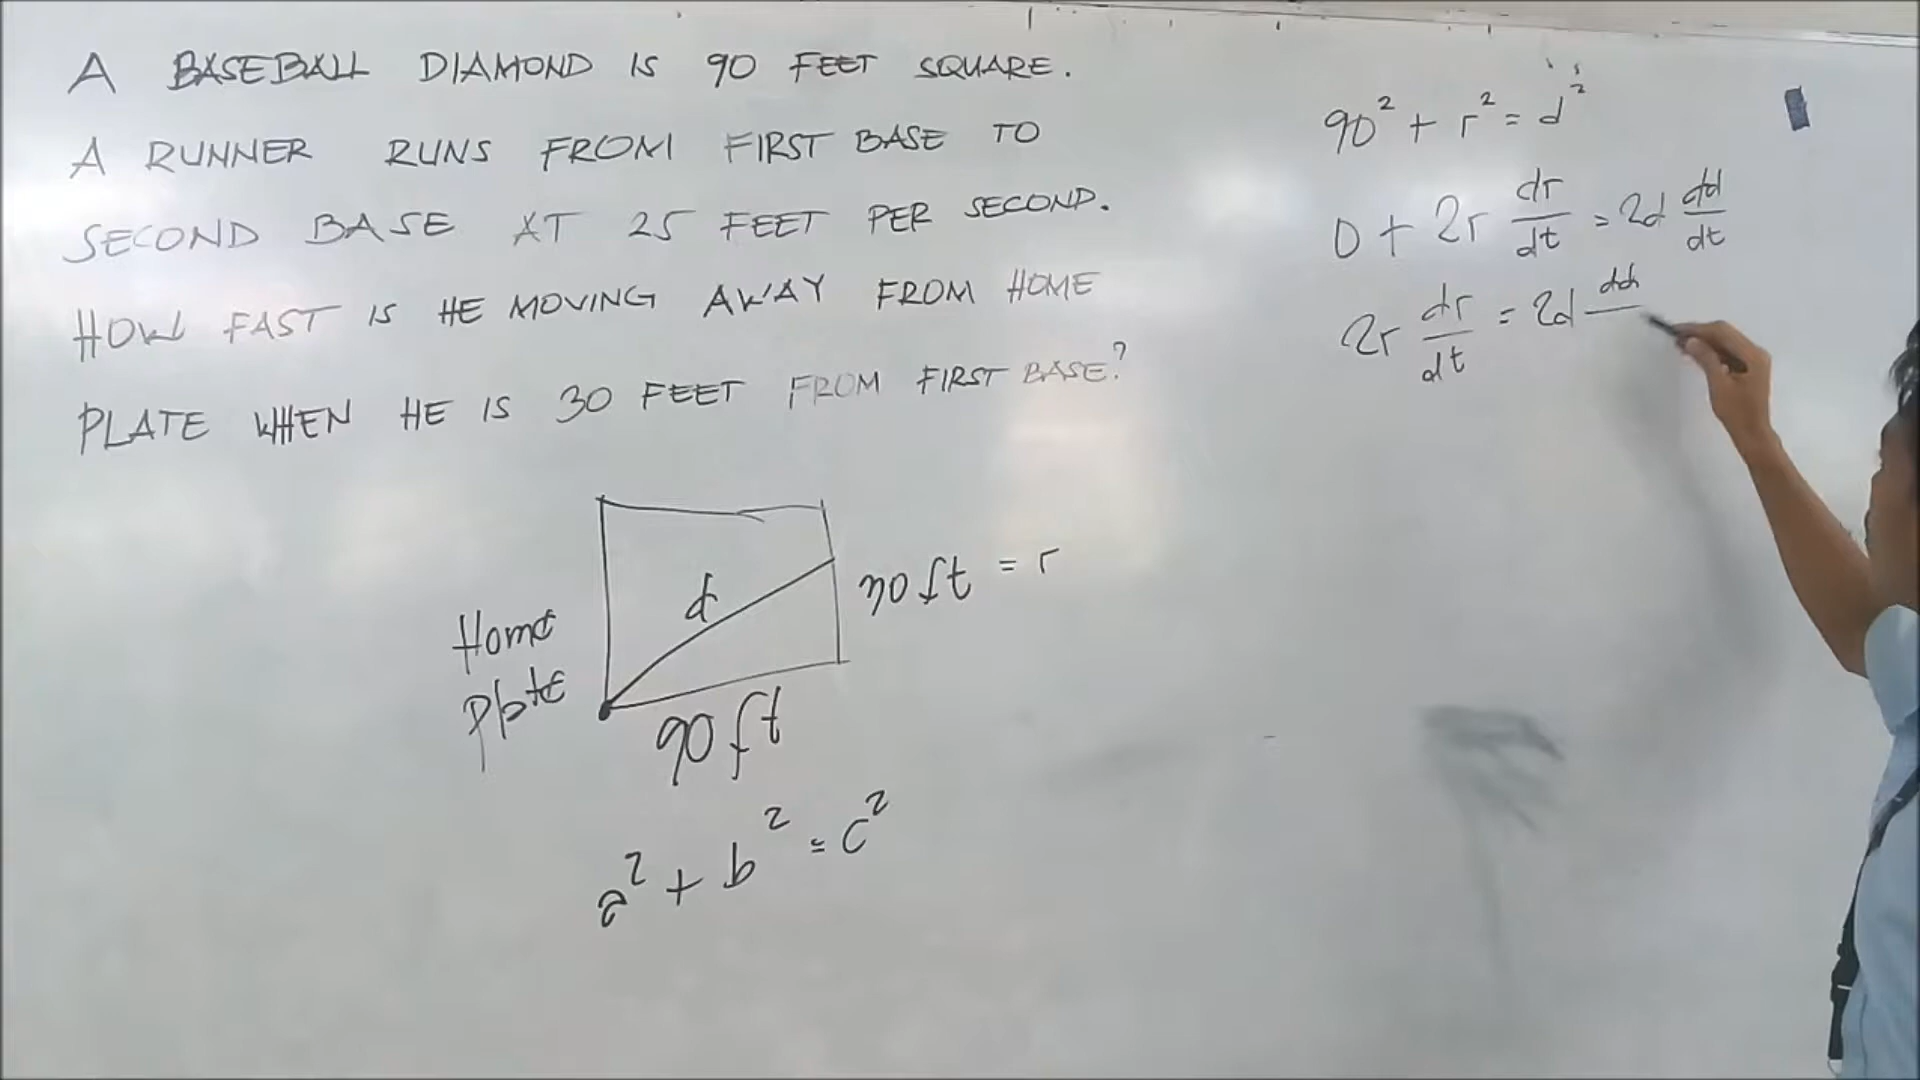 A BASEBALL DIAMOND IS 90 FEET SQUARE.
A RUNNER RUNS FROM FIRST BASE TO
SECOND BASE AT 25 FEET PER SECOND.
HOW FAST IS HE MOVING AWAY FROM HOME
PLATE WHEN HE IS 30 FEET FROM FIRST BASE?
d
Home
Plate
= r
90 ft
a² + b² = c²
90² + r² = d²
0 + 2r dr/dt = 2d dd/dt
2r dr/dt = 2d dd